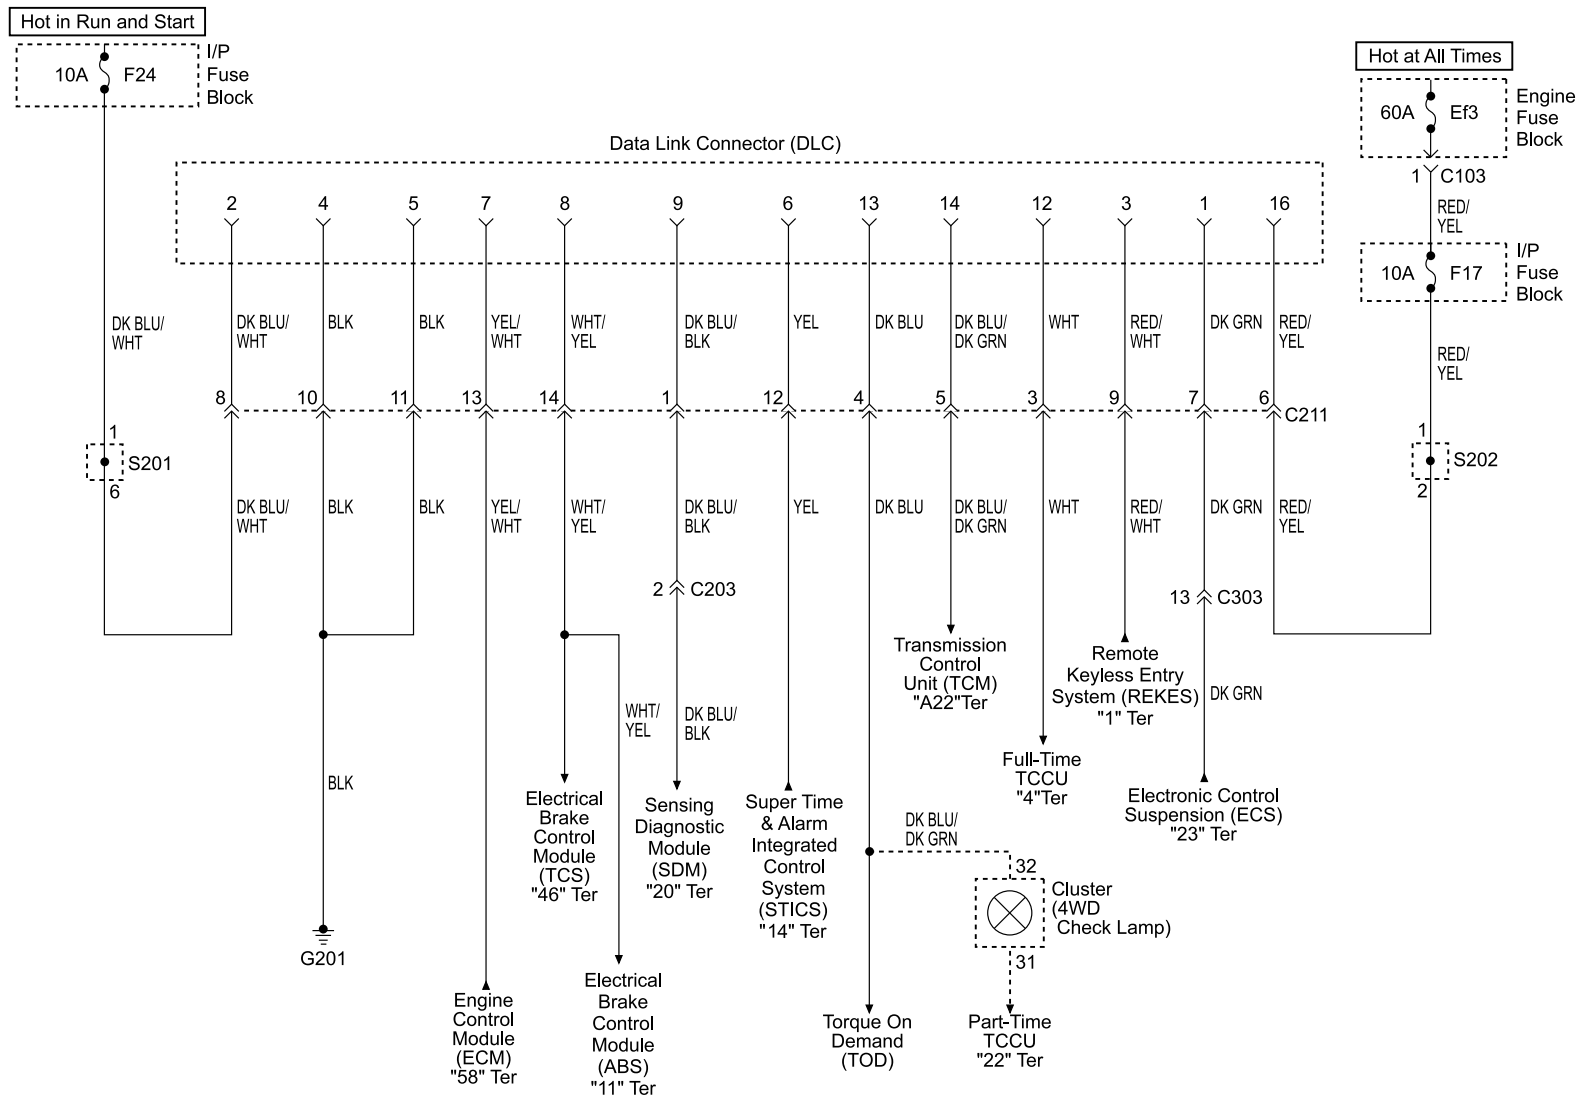 Hot in Run and Start
10A F24
I/P
Fuse
Block
Hot at All Times
60A Ef3
Engine
Fuse
Block
1 C103
RED/
YEL
10A F17
I/P
Fuse
Block
Data Link Connector (DLC)
2 4 5 7 8 9 6 13 14 12 3 1 16
DK BLU/
WHT
DK BLU/
WHT
BLK
BLK
YEL/
WHT
WHT/
YEL
DK BLU/
BLK
YEL
DK BLU
DK BLU/
DK GRN
WHT
RED/
WHT
DK GRN
RED/
YEL
RED/
YEL
8 10 11 13 14 1 12 4 5 3 9 7 6 C211
1
S201
6
1
S202
2
DK BLU/
WHT
BLK
BLK
YEL/
WHT
WHT/
YEL
DK BLU/
BLK
YEL
DK BLU
DK BLU/
DK GRN
WHT
RED/
WHT
DK GRN
RED/
YEL
2 C203
13 C303
BLK
G201
WHT/
YEL
DK BLU/
BLK
DK GRN
Transmission
Control
Unit (TCM)
"A22"Ter
Remote
Keyless Entry
System (REKES)
"1" Ter
Full-Time
TCCU
"4"Ter
Electronic Control
Suspension (ECS)
"23" Ter
Electrical
Brake
Control
Module
(TCS)
"46" Ter
Sensing
Diagnostic
Module
(SDM)
"20" Ter
Super Time
& Alarm
Integrated
Control
System
(STICS)
"14" Ter
DK BLU/
DK GRN
32
Cluster
(4WD
Check Lamp)
31
Engine
Control
Module
(ECM)
"58" Ter
Electrical
Brake
Control
Module
(ABS)
"11" Ter
Torque On
Demand
(TOD)
Part-Time
TCCU
"22" Ter